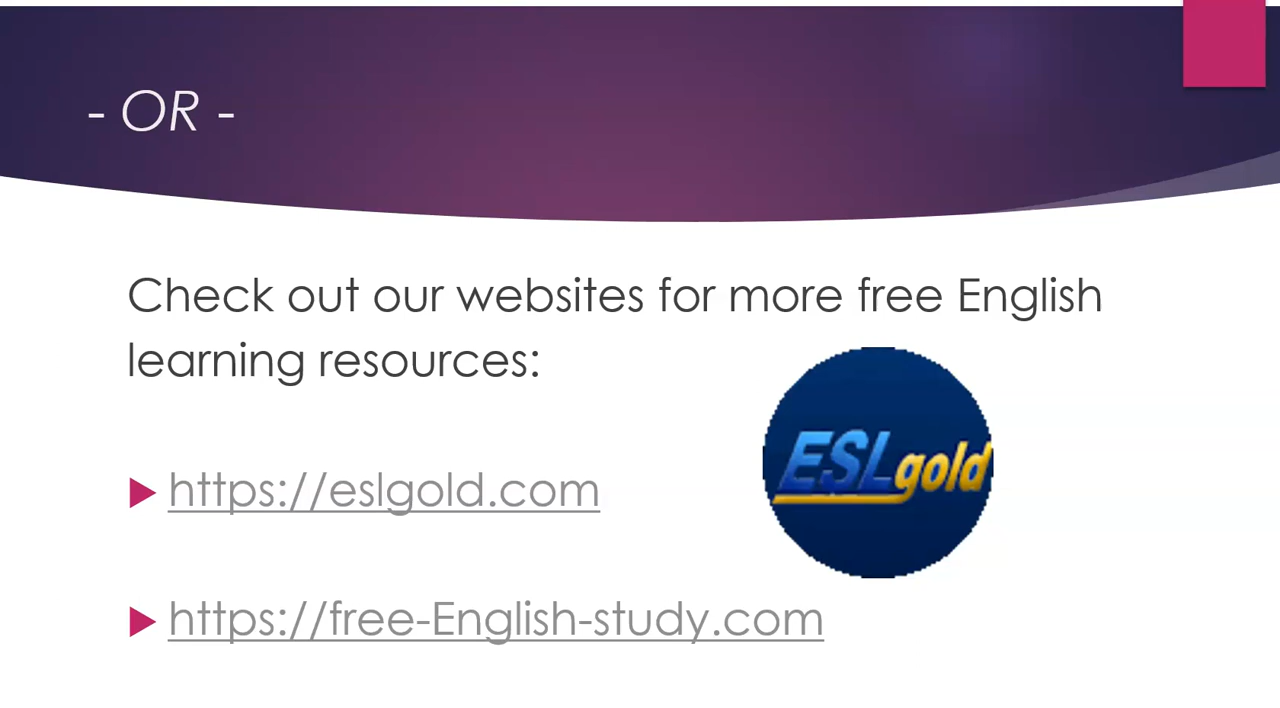 - OR -
Check out our websites for more free English
learning resources:
ESLgold
https://eslgold.com
https://free-English-study.com